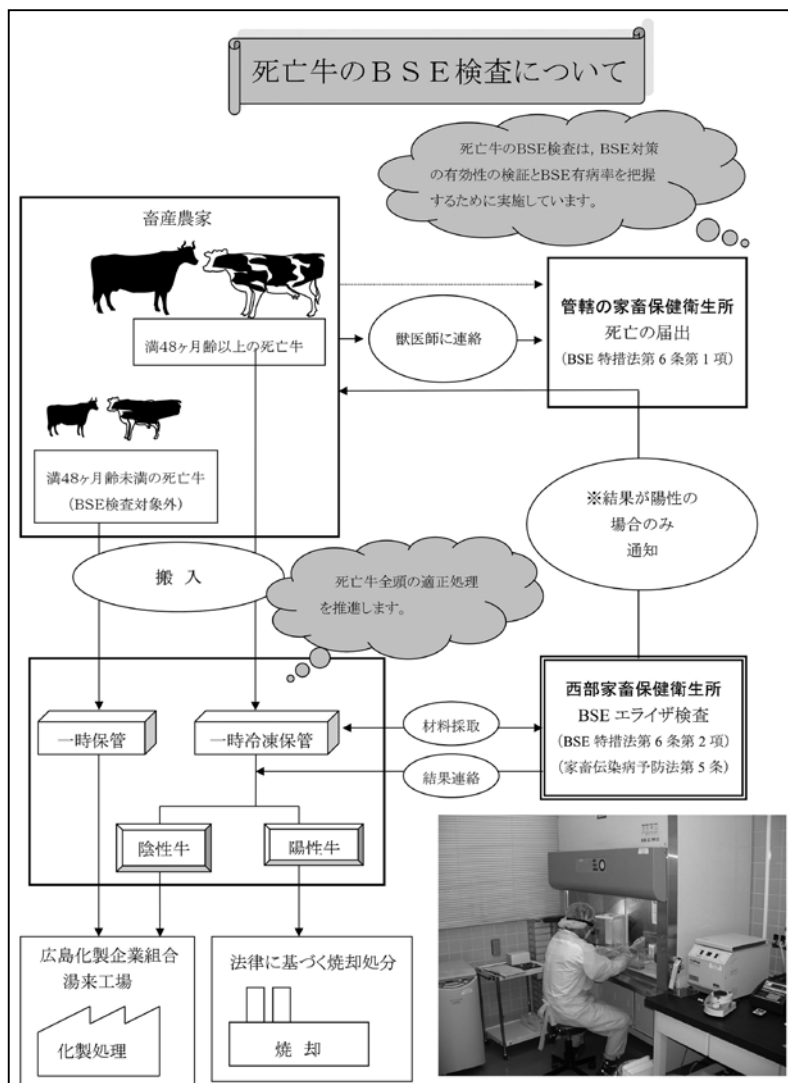 死亡牛のＢＳＥ検査について
死亡牛のBSE検査は，BSE対策
の有効性の検証とBSE有病率を把握
するために実施しています。
畜産農家
満48ヶ月齢以上の死亡牛
獣医師に連絡
管轄の家畜保健衛生所
死亡の届出
(BSE 特措法第 6 条第 1 項)
満48ヶ月齢未満の死亡牛
(BSE検査対象外)
※結果が陽性の
場合のみ
通知
搬 入
死亡牛全頭の適正処理
を推進します。
一時保管
一時冷凍保管
材料採取
結果連絡
西部家畜保健衛生所
BSE エライザ検査
(BSE 特措法第 6 条第 2 項)
(家畜伝染病予防法第 5 条)
陰性牛
陽性牛
広島化製企業組合
湯来工場
化製処理
法律に基づく焼却処分
焼 却